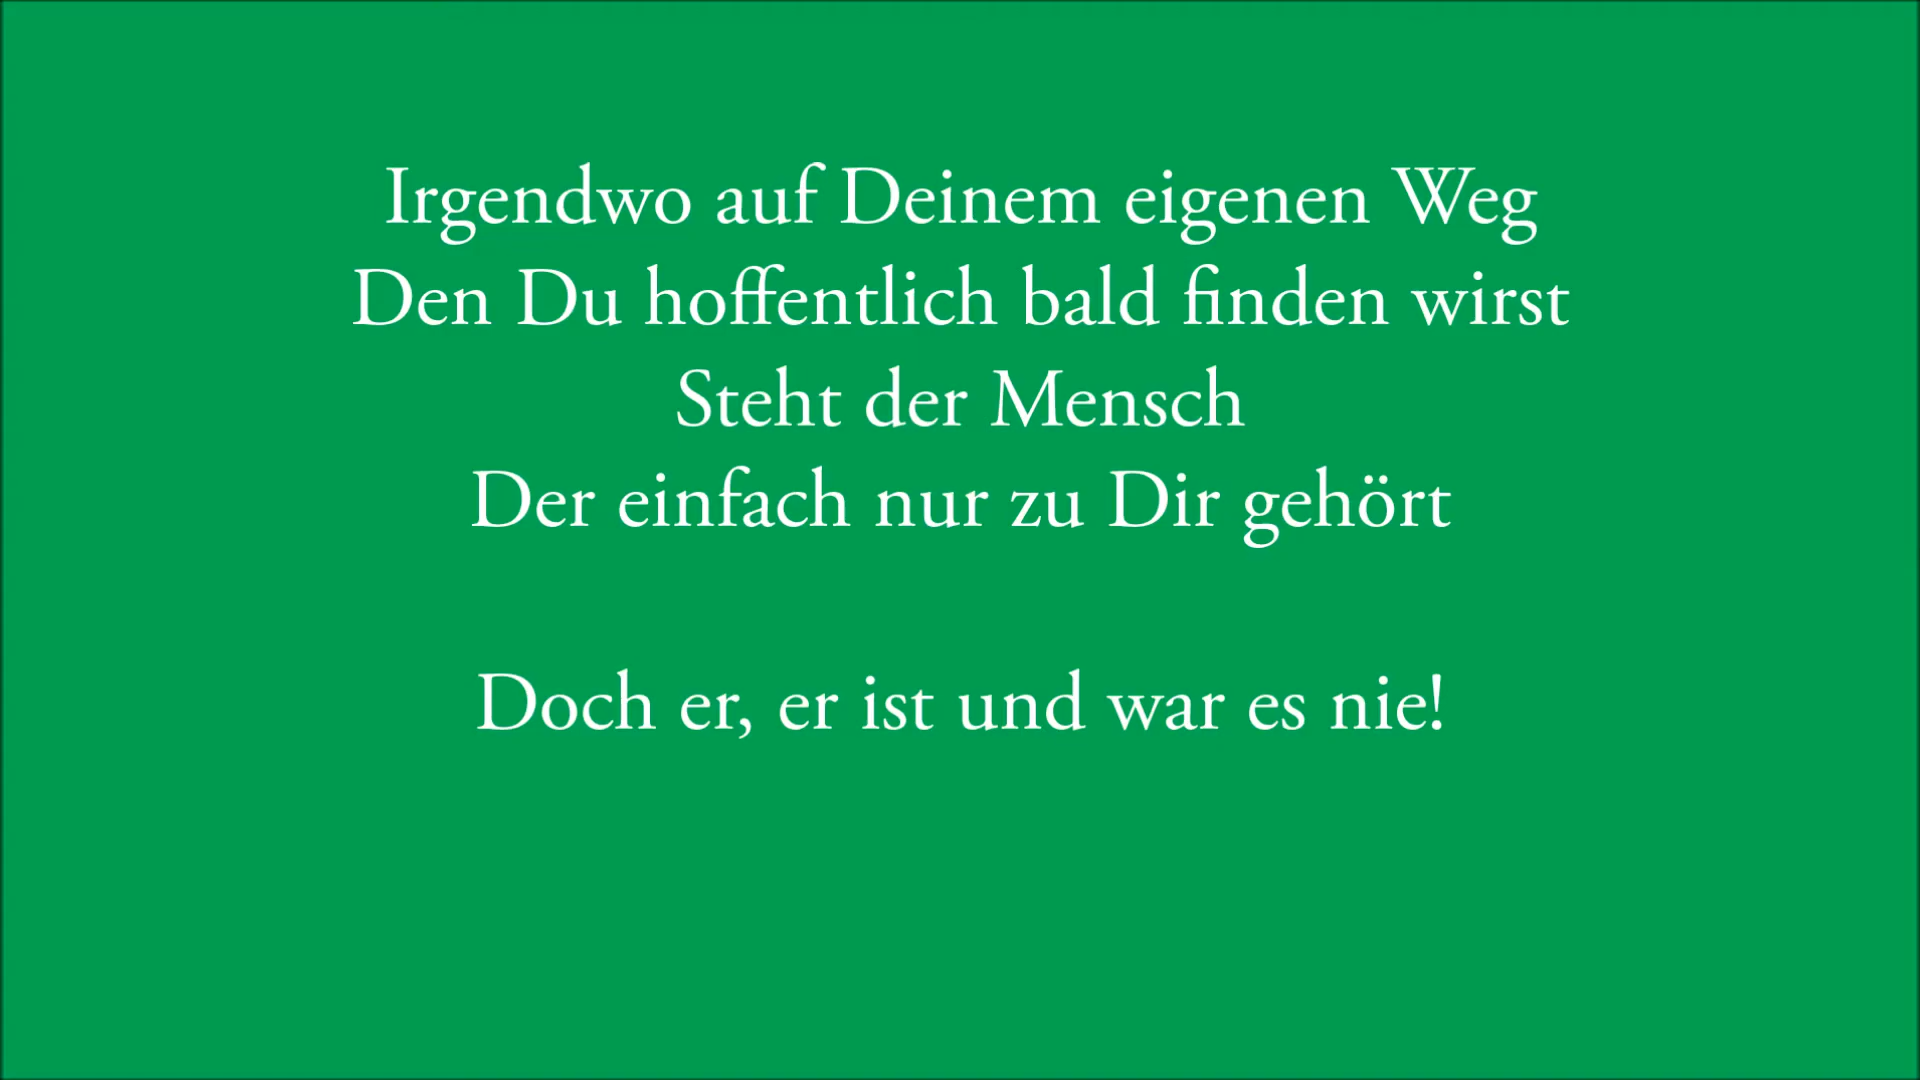 Irgendwo auf Deinem eigenen Weg
Den Du hoffentlich bald finden wirst
Steht der Mensch
Der einfach nur zu Dir gehört
Doch er, er ist und war es nie!